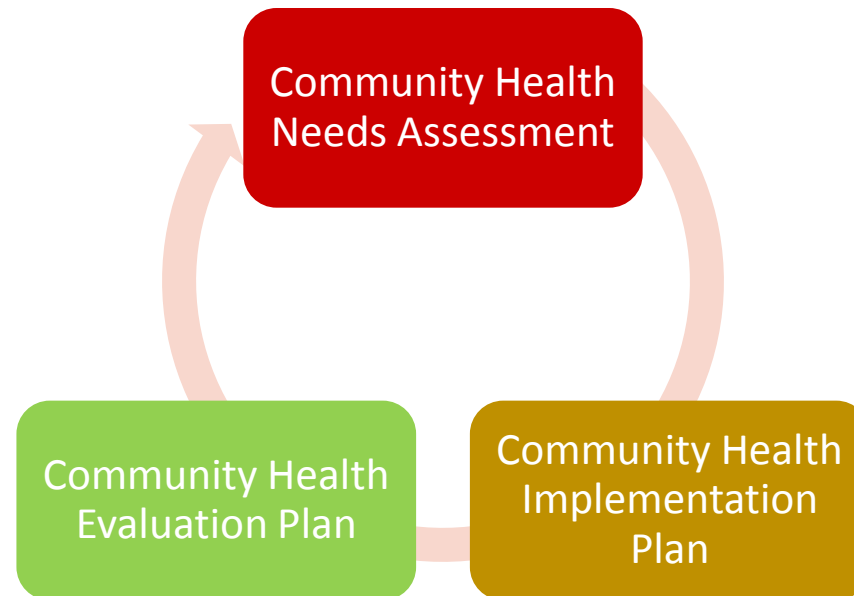 Community Health
Needs Assessment
Community Health
Evaluation Plan
Community Health
Implementation
Plan